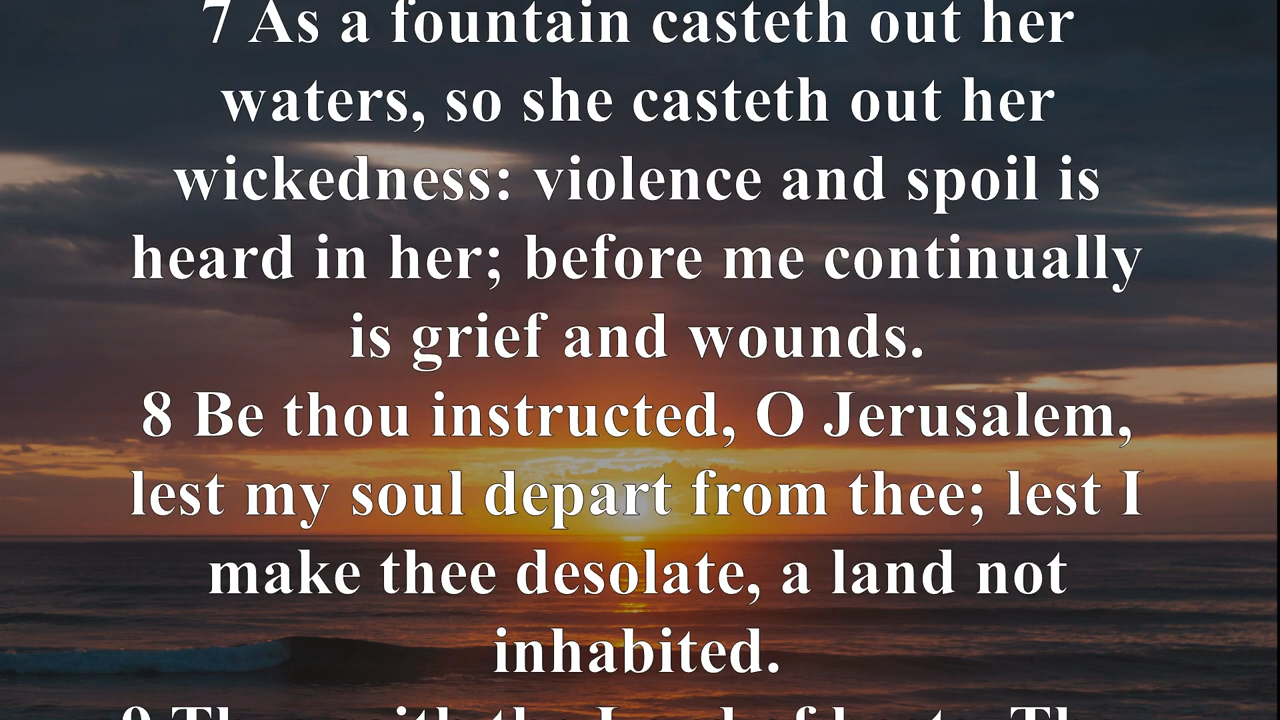 7 As a fountain casteth out her
waters, so she casteth out her
wickedness: violence and spoil is
heard in her; before me continually
is grief and wounds.
8 Be thou instructed, O Jerusalem,
lest my soul depart from thee; lest I
make thee desolate, a land not
inhabited.